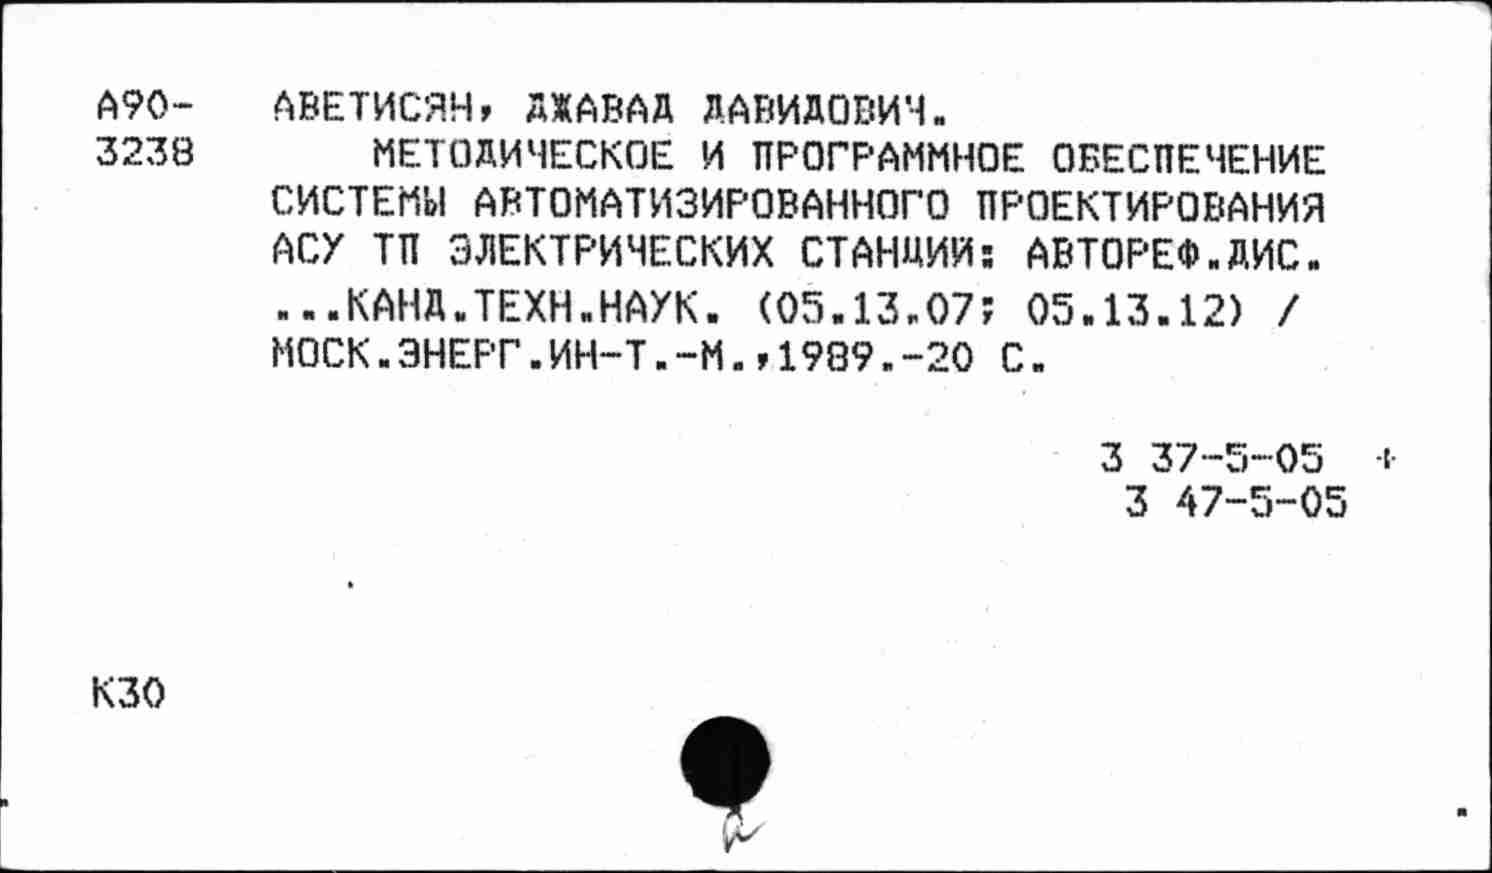 А90-
3238
АВЕТИСЯН, ДЖАВАД ДАВИДОВИЧ.
МЕТОДИЧЕСКОЕ И ПРОГРАММНОЕ ОБЕСПЕЧЕНИЕ
СИСТЕМЫ АВТОМАТИЗИРОВАННОГО ПРОЕКТИРОВАНИЯ
АСУ ТП ЭЛЕКТРИЧЕСКИХ СТАНЦИЙ: АВТОРЕФ.ДИС.
...КАНД.ТЕХН.НАУК. (05.13.07; 05.13.12) /
МОСК.ЭНЕРГ.ИН-Т.-М.,1989.-20 С.
3 37-5-05 +
3 47-5-05
К30